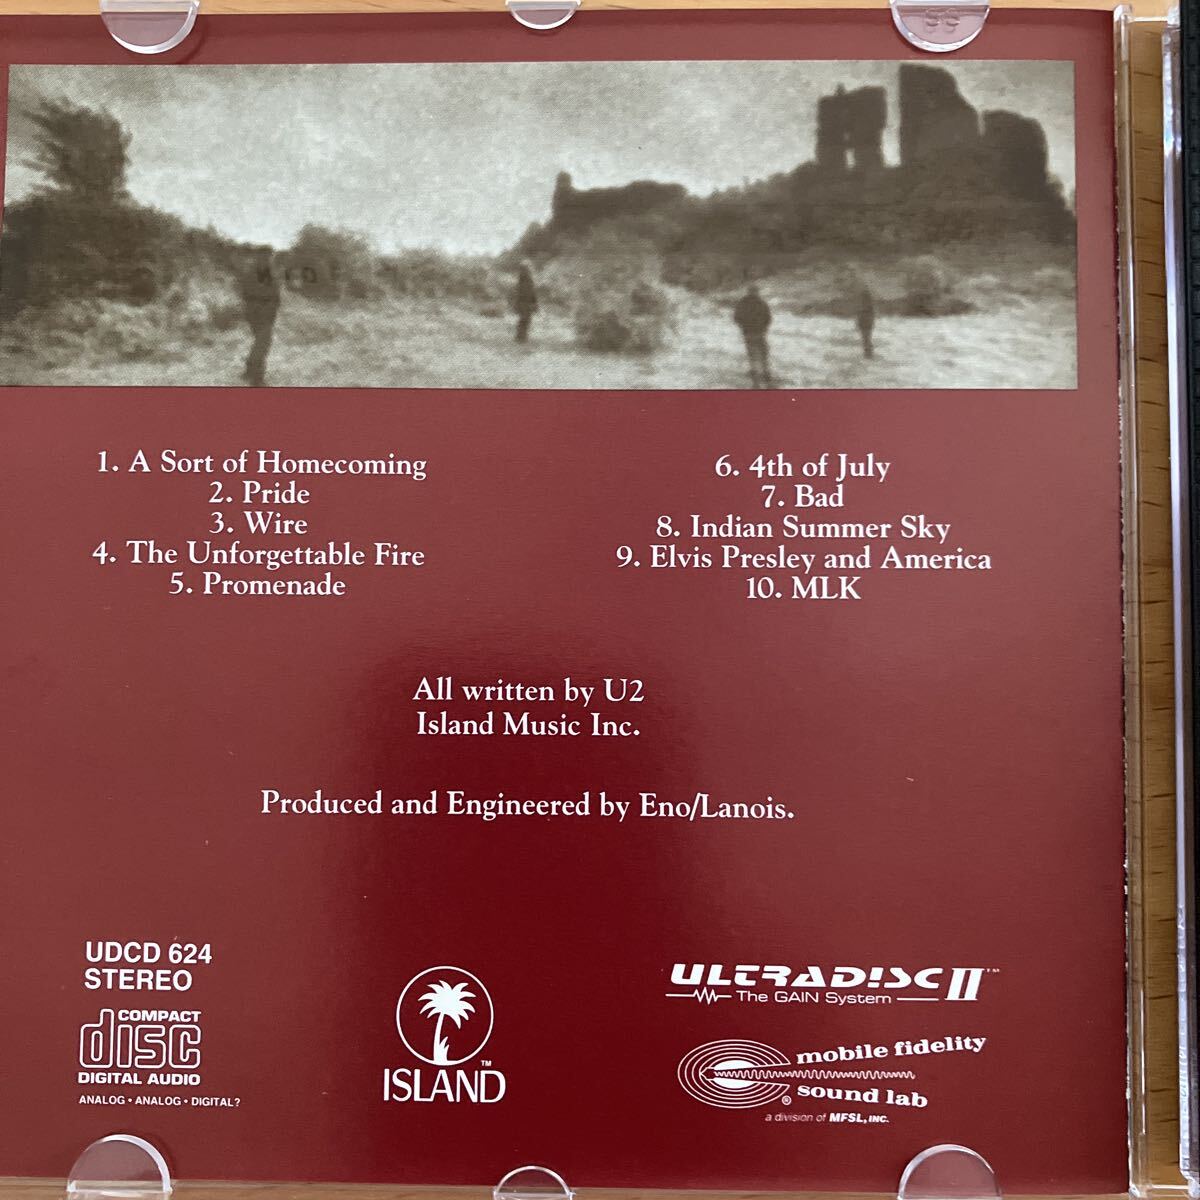 1. A Sort of Homecoming
2. Pride
3. Wire
4. The Unforgettable Fire
5. Promenade
6. 4th of July
7. Bad
8. Indian Summer Sky
9. Elvis Presley and America
10. MLK
All written by U2
Island Music Inc.
Produced and Engineered by Eno/Lanois.
UDCD 624
STEREO
COMPACT
disc
DIGITAL AUDIO
ANALOG • ANALOG • DIGITAL?
ISLAND™
ULTRADISC II™
The GAIN System
mobile fidelity
sound lab
®
a division of MFSL, INC.